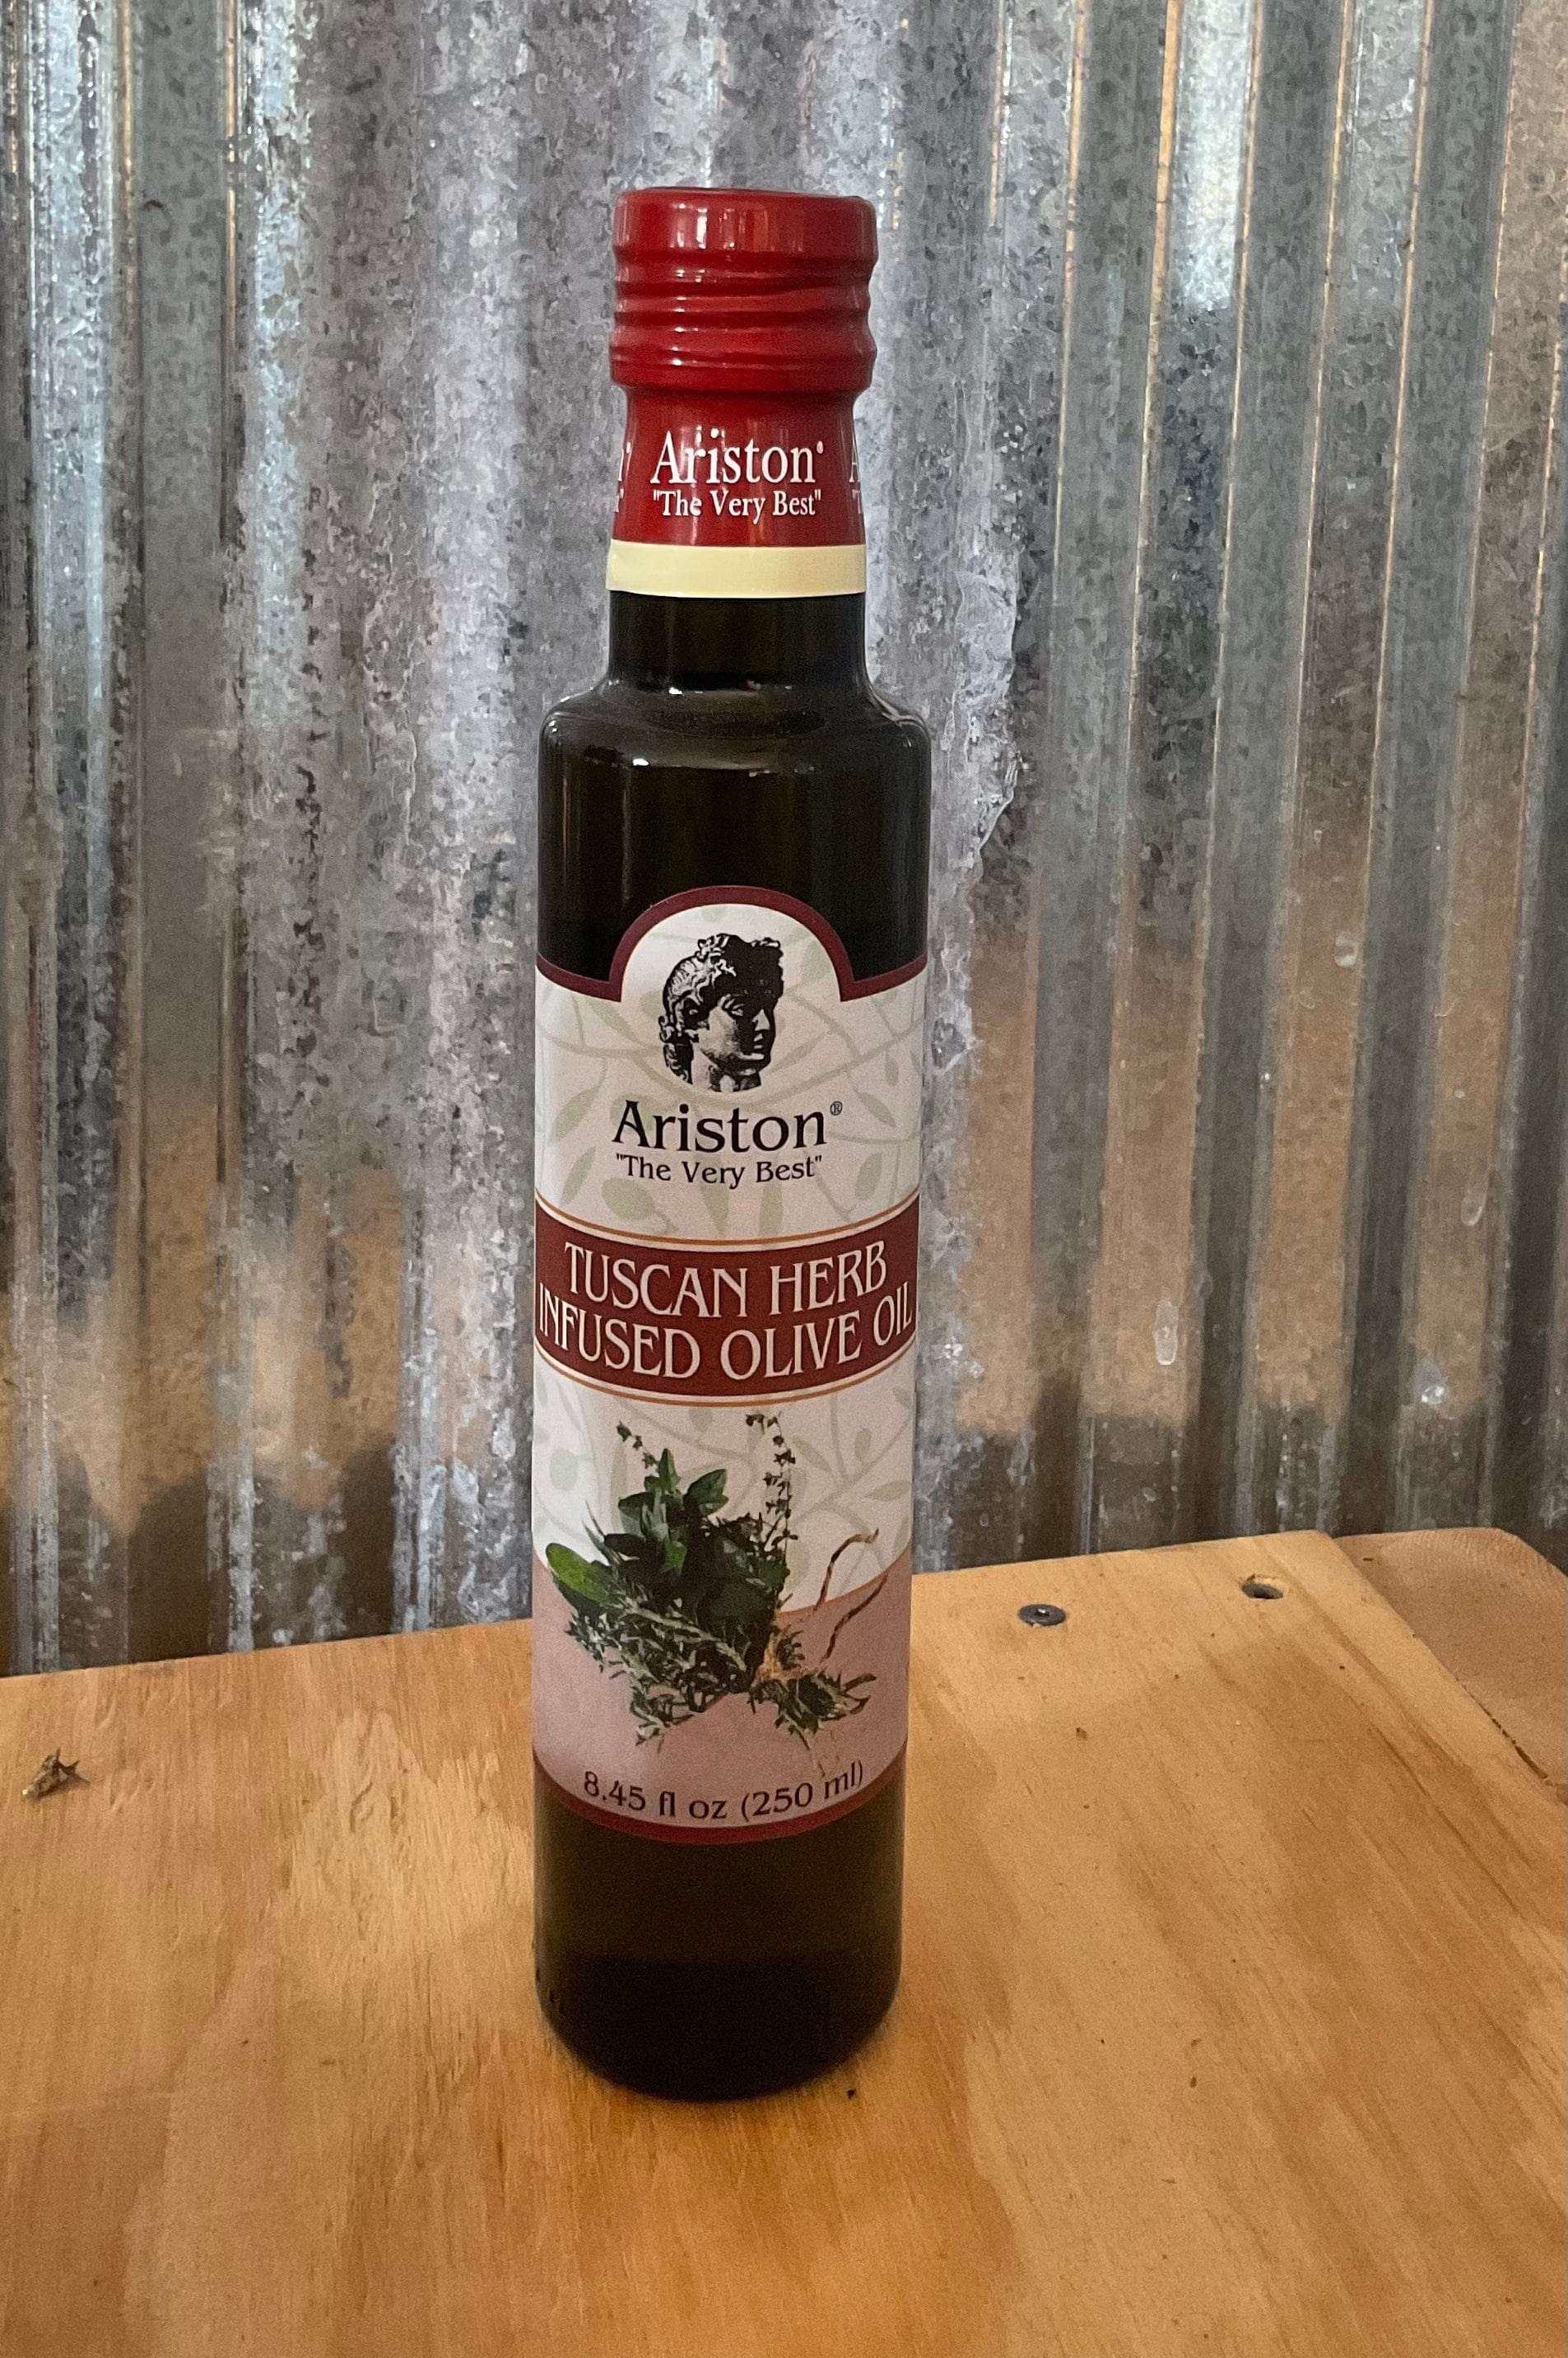 Ariston®
"The Very Best"
Ariston®
"The Very Best"
TUSCAN HERB
INFUSED OLIVE OIL
8.45 fl oz (250 ml)